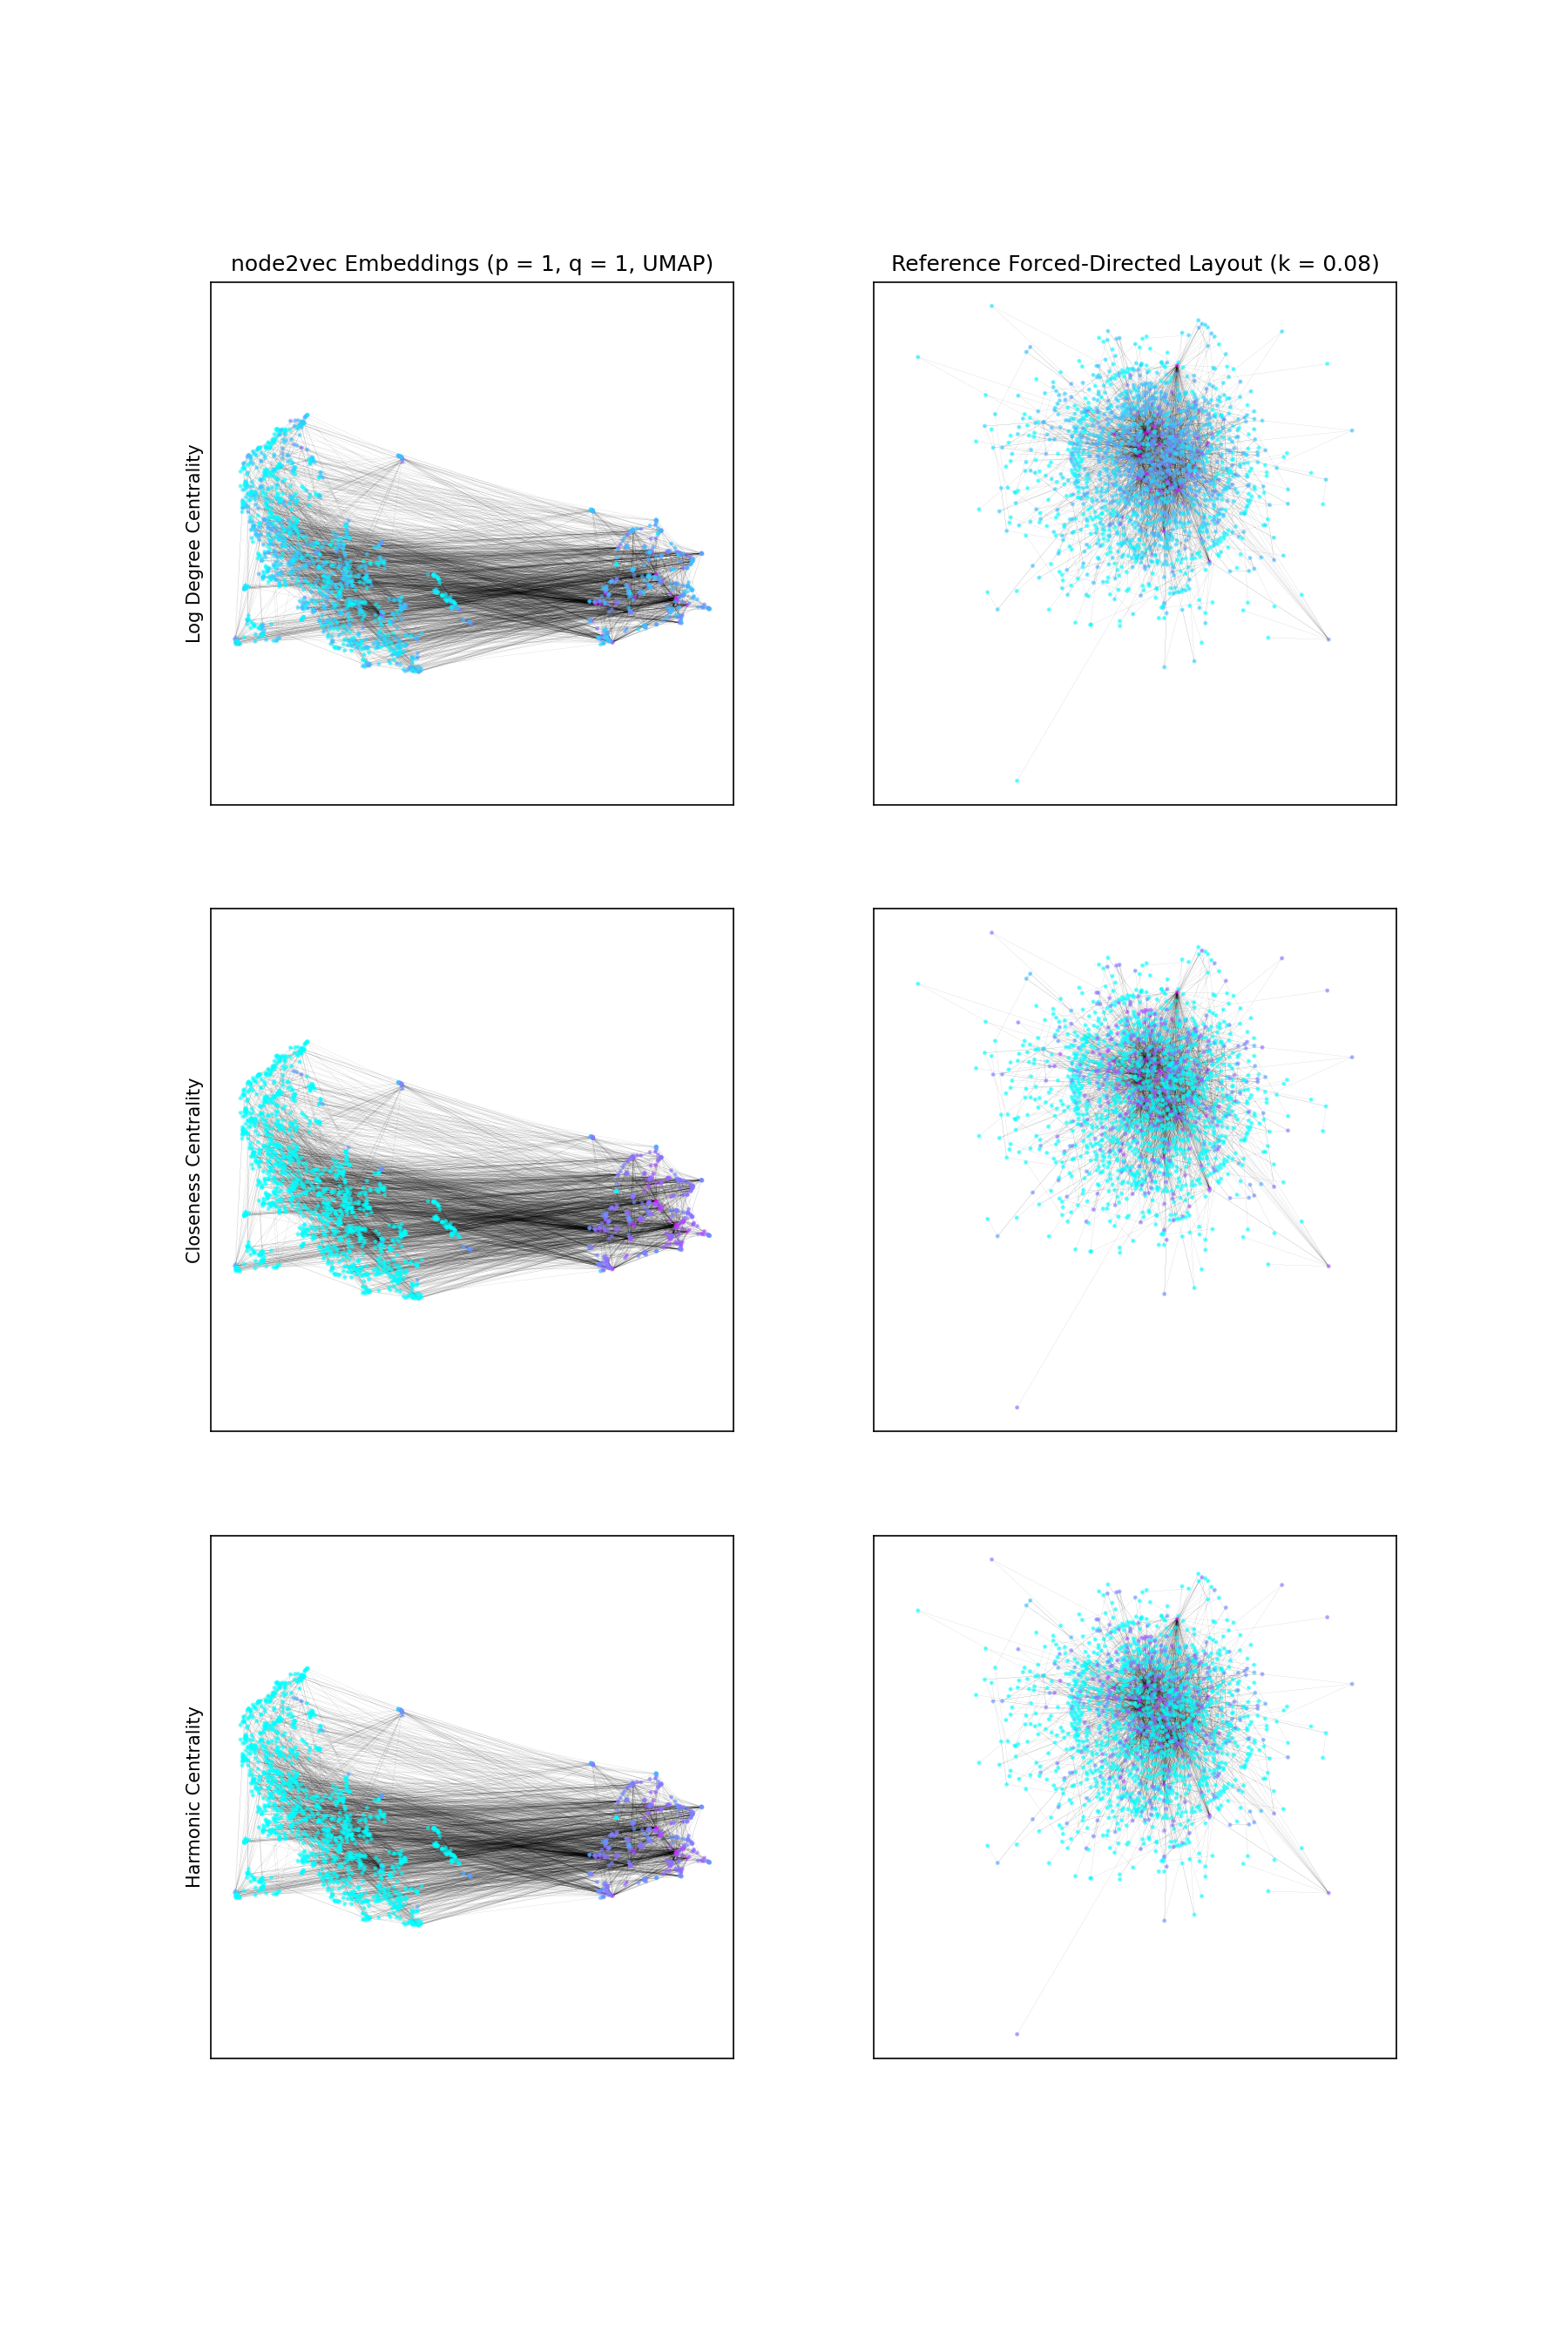 node2vec Embeddings (p = 1, q = 1, UMAP)
Reference Forced-Directed Layout (k = 0.08)
Log Degree Centrality
Closeness Centrality
Harmonic Centrality